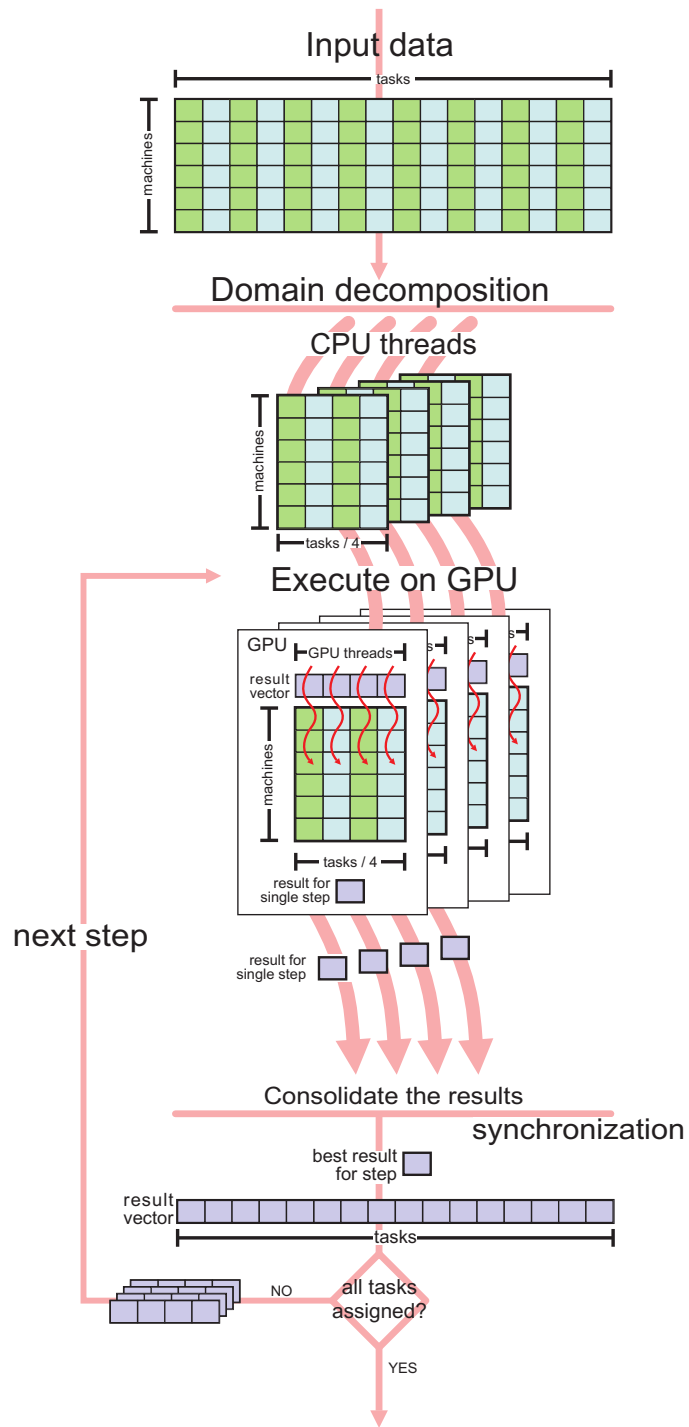 Input data
tasks
machines
Domain decomposition
CPU threads
machines
tasks / 4
Execute on GPU
GPU
GPU threads
s
s
s
result
vector
machines
tasks / 4
result for
single step
next step
result for
single step
Consolidate the results
synchronization
best result
for step
result
vector
tasks
all tasks
assigned?
NO
YES